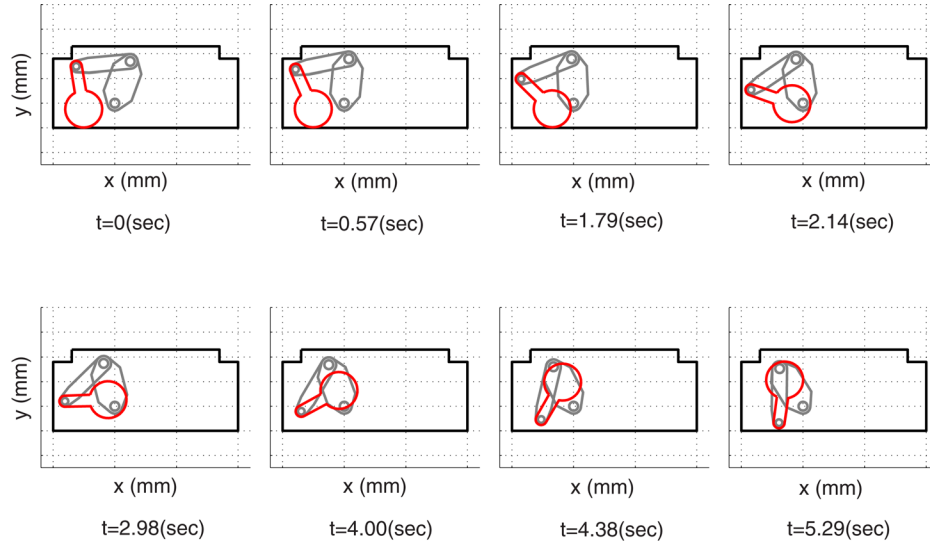 y (mm)
x (mm) x (mm) x (mm) x (mm)
t=0(sec) t=0.57(sec) t=1.79(sec) t=2.14(sec)
y (mm)
x (mm) x (mm) x (mm) x (mm)
t=2.98(sec) t=4.00(sec) t=4.38(sec) t=5.29(sec)